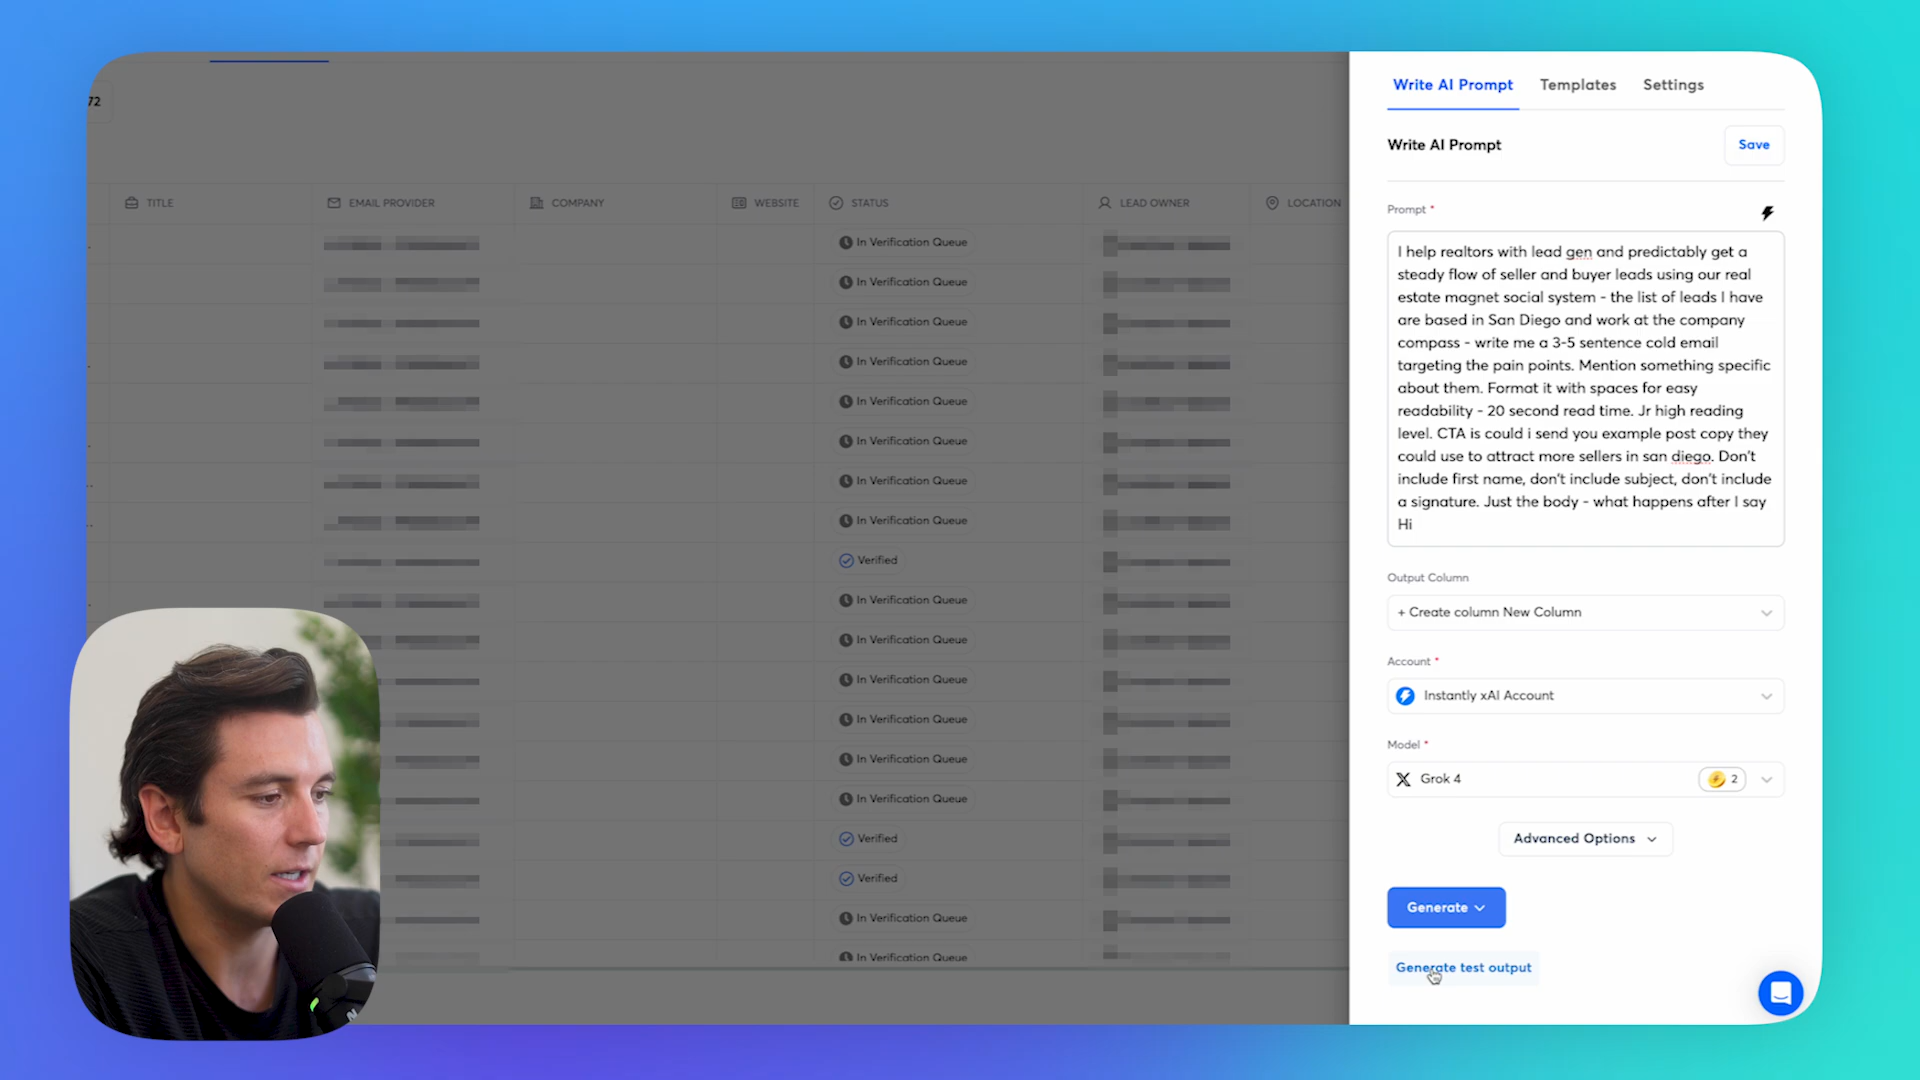 72
TITLE
EMAIL PROVIDER
COMPANY
WEBSITE
STATUS
LEAD OWNER
LOCATION
In Verification Queue
In Verification Queue
In Verification Queue
In Verification Queue
In Verification Queue
In Verification Queue
In Verification Queue
In Verification Queue
Verified
In Verification Queue
In Verification Queue
In Verification Queue
In Verification Queue
In Verification Queue
In Verification Queue
Verified
Verified
In Verification Queue
In Verification Queue
Write AI Prompt
Templates
Settings
Write AI Prompt
Save
Prompt *
I help realtors with lead gen and predictably get a
steady flow of seller and buyer leads using our real
estate magnet social system - the list of leads I have
are based in San Diego and work at the company
compass - write me a 3-5 sentence cold email
targeting the pain points. Mention something specific
about them. Format it with spaces for easy
readability - 20 second read time. Jr high reading
level. CTA is could i send you example post copy they
could use to attract more sellers in san diego. Don't
include first name, don't include subject, don't include
a signature. Just the body - what happens after I say
Hi
Output Column
+ Create column New Column
Account *
Instantly xAI Account
Model *
Grok 4
2
Advanced Options
Generate
Generate test output